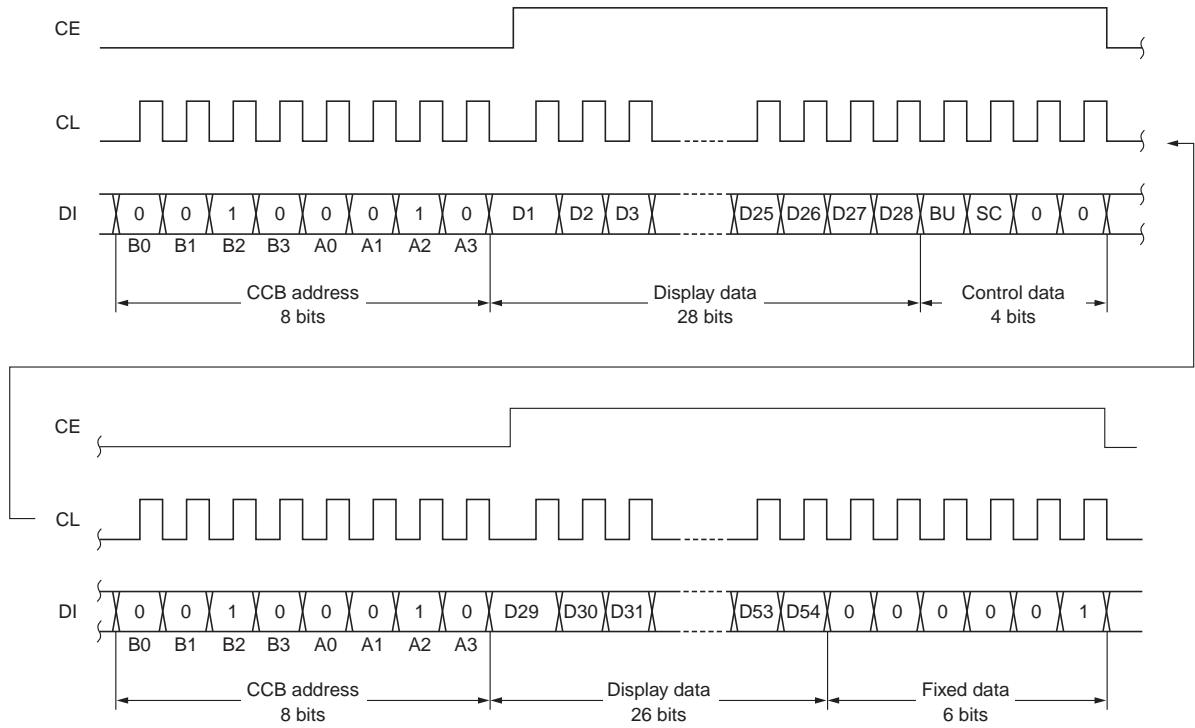 CE
CL
DI 0 0 1 0 0 0 1 0 D1 D2 D3 D25 D26 D27 D28 BU SC 0 0
B0 B1 B2 B3 A0 A1 A2 A3
CCB address Display data Control data
8 bits 28 bits 4 bits
CE
CL
DI 0 0 1 0 0 0 1 0 D29 D30 D31 D53 D54 0 0 0 0 0 1
B0 B1 B2 B3 A0 A1 A2 A3
CCB address Display data Fixed data
8 bits 26 bits 6 bits